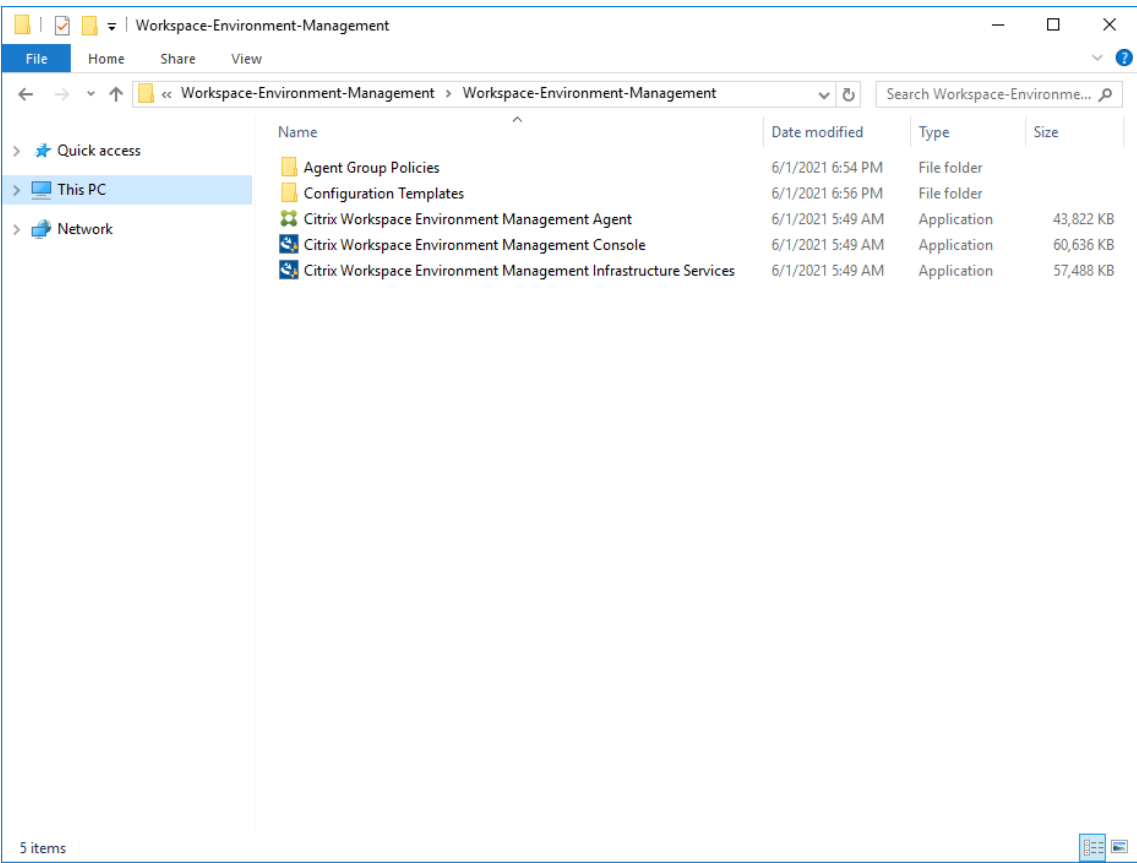 Workspace-Environment-Management
File Home Share View
« Workspace-Environment-Management › Workspace-Environment-Management Search Workspace-Environme...
Name Date modified Type Size
Quick access
This PC
Network
Agent Group Policies 6/1/2021 6:54 PM File folder
Configuration Templates 6/1/2021 6:56 PM File folder
Citrix Workspace Environment Management Agent 6/1/2021 5:49 AM Application 43,822 KB
Citrix Workspace Environment Management Console 6/1/2021 5:49 AM Application 60,636 KB
Citrix Workspace Environment Management Infrastructure Services 6/1/2021 5:49 AM Application 57,488 KB
5 items